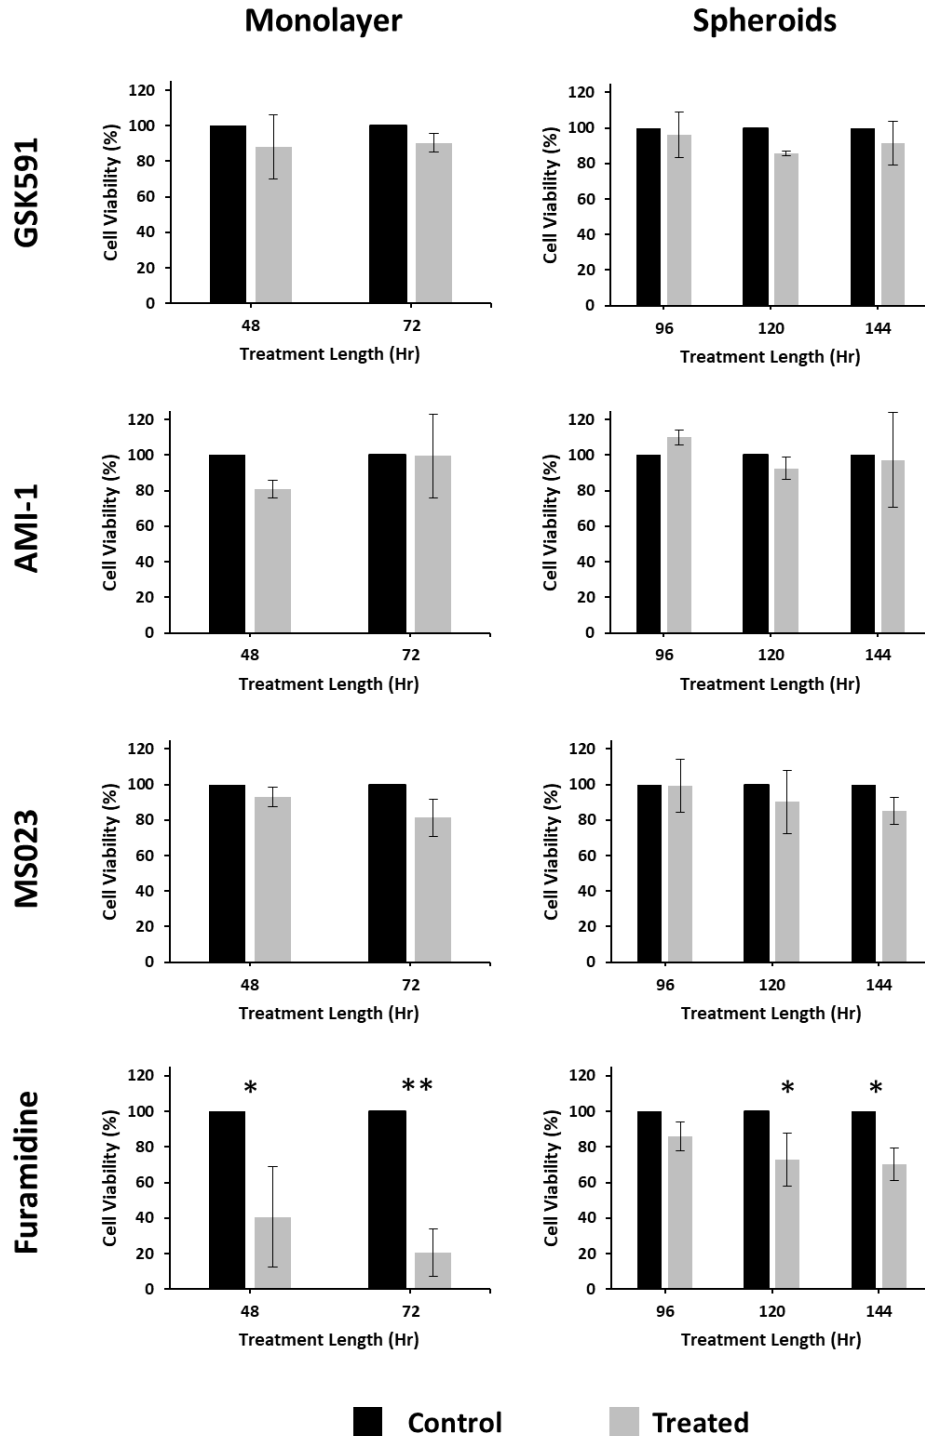 Monolayer Spheroids
GSK591
Cell Viability (%)
120
100
80
60
40
20
0
48 72
Treatment Length (Hr)
Cell Viability (%)
120
100
80
60
40
20
0
96 120 144
Treatment Length (Hr)
AMI-1
Cell Viability (%)
120
100
80
60
40
20
0
48 72
Treatment Length (Hr)
Cell Viability (%)
120
100
80
60
40
20
0
96 120 144
Treatment Length (Hr)
MS023
Cell Viability (%)
120
100
80
60
40
20
0
48 72
Treatment Length (Hr)
Cell Viability (%)
120
100
80
60
40
20
0
96 120 144
Treatment Length (Hr)
Furamidine
Cell Viability (%)
120
100
80
60
40
20
0
* **
48 72
Treatment Length (Hr)
Cell Viability (%)
120
100
80
60
40
20
0
* *
96 120 144
Treatment Length (Hr)
Control Treated